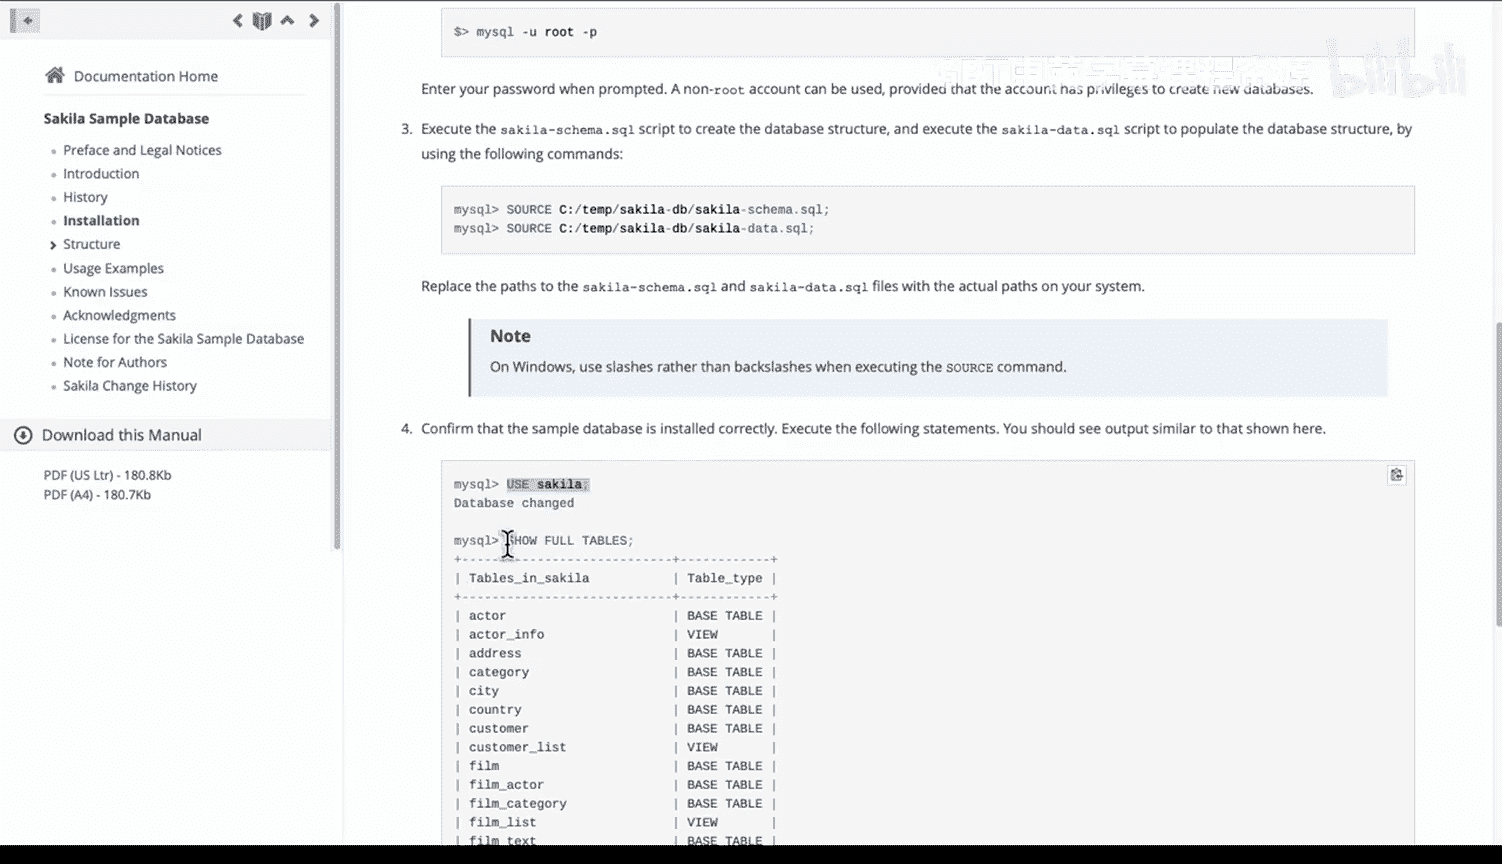 Documentation Home
Sakila Sample Database
Preface and Legal Notices
Introduction
History
Installation
Structure
Usage Examples
Known Issues
Acknowledgments
License for the Sakila Sample Database
Note for Authors
Sakila Change History
Download this Manual
PDF (US Ltr) - 180.8Kb
PDF (A4) - 180.7Kb
$> mysql -u root -p
bilibili
Enter your password when prompted. A non-root account can be used, provided that the account has privileges to create new databases.
3. Execute the sakila-schema.sql script to create the database structure, and execute the sakila-data.sql script to populate the database structure, by
using the following commands:
mysql> SOURCE C:/temp/sakila-db/sakila-schema.sql;
mysql> SOURCE C:/temp/sakila-db/sakila-data.sql;
Replace the paths to the sakila-schema.sql and sakila-data.sql files with the actual paths on your system.
Note
On Windows, use slashes rather than backslashes when executing the SOURCE command.
4. Confirm that the sample database is installed correctly. Execute the following statements. You should see output similar to that shown here.
mysql> USE sakila;
Database changed
mysql> SHOW FULL TABLES;
+----------------------------+------------+
| Tables_in_sakila | Table_type |
+----------------------------+------------+
| actor | BASE TABLE |
| actor_info | VIEW |
| address | BASE TABLE |
| category | BASE TABLE |
| city | BASE TABLE |
| country | BASE TABLE |
| customer | BASE TABLE |
| customer_list | VIEW |
| film | BASE TABLE |
| film_actor | BASE TABLE |
| film_category | BASE TABLE |
| film_list | VIEW |
| film_text | BASE TABLE |